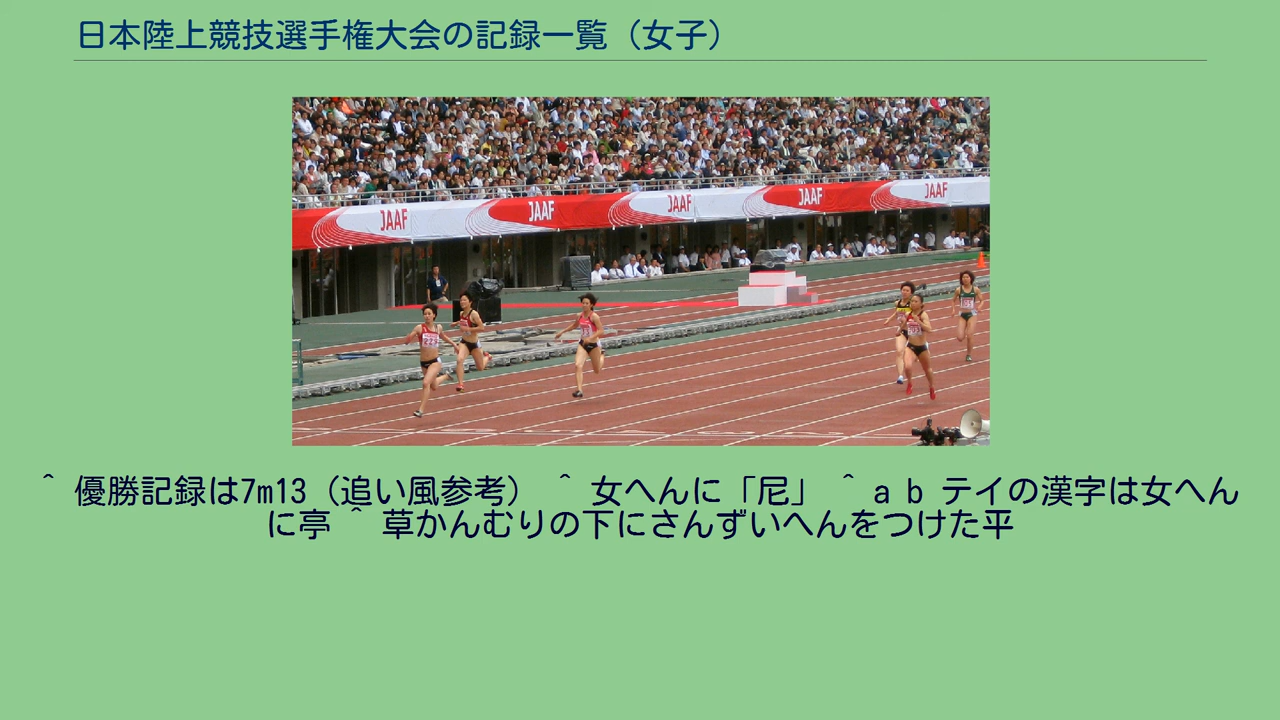 日本陸上競技選手権大会の記録一覧（女子）
JAAF JAAF JAAF JAAF JAAF
^ 優勝記録は7m13（追い風参考） ^ 女へんに「尼」 ^ a b テイの漢字は女へん
に亭 ^ 草かんむりの下にさんずいへんをつけた平